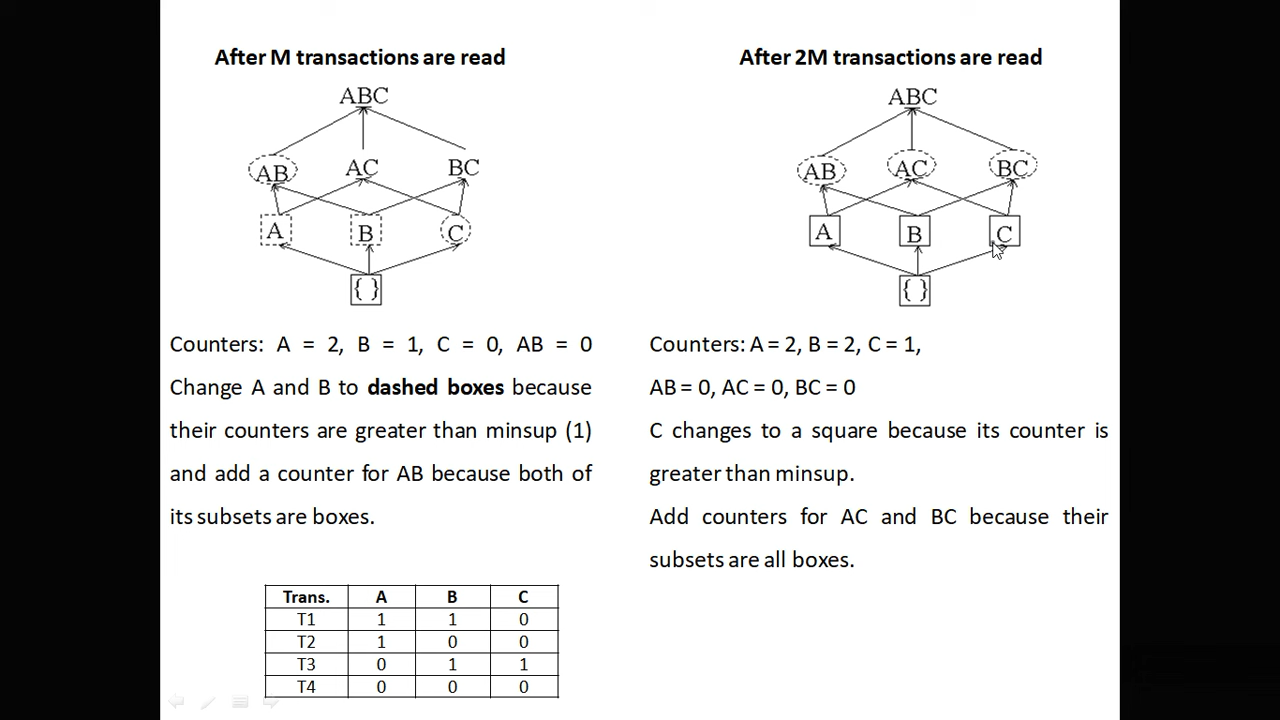 After M transactions are read
ABC
AB AC BC
A B C
{ }
Counters: A = 2, B = 1, C = 0, AB = 0
Change A and B to dashed boxes because
their counters are greater than minsup (1)
and add a counter for AB because both of
its subsets are boxes.
Trans. A B C
T1 1 1 0
T2 1 0 0
T3 0 1 1
T4 0 0 0
After 2M transactions are read
ABC
AB AC BC
A B C
{ }
Counters: A = 2, B = 2, C = 1,
AB = 0, AC = 0, BC = 0
C changes to a square because its counter is
greater than minsup.
Add counters for AC and BC because their
subsets are all boxes.